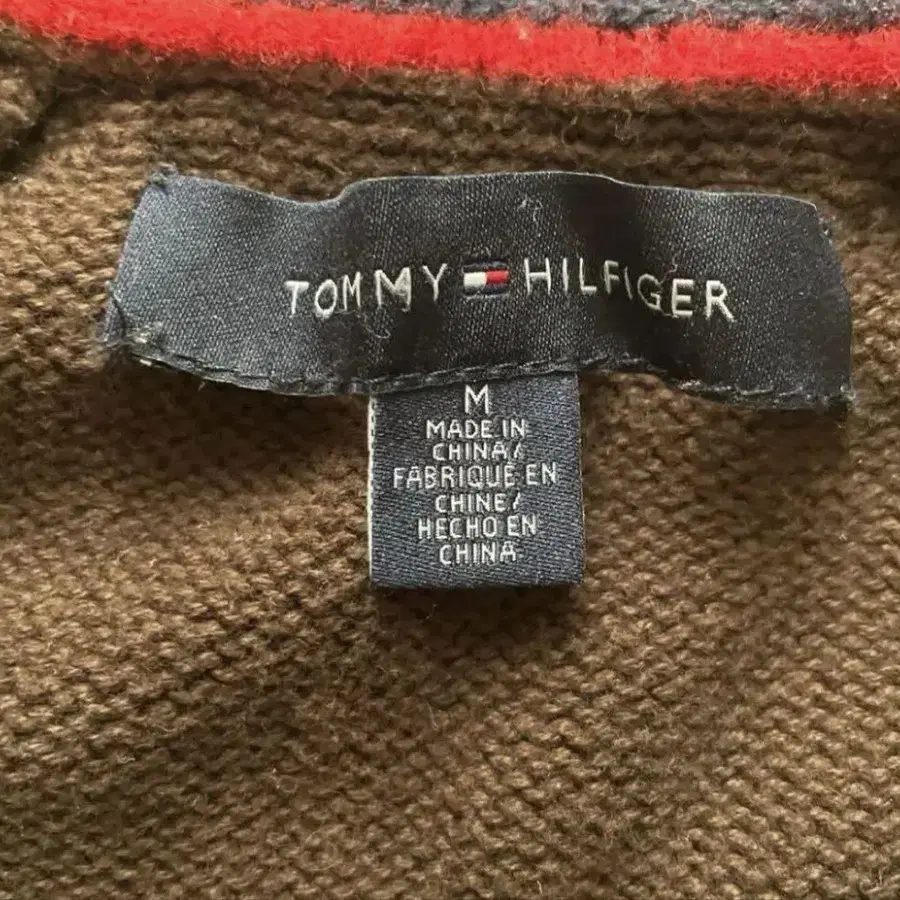 TOMMY HILFIGER
M
MADE IN
CHINA/
FABRIQUÉ EN
CHINE/
HECHO EN
CHINA